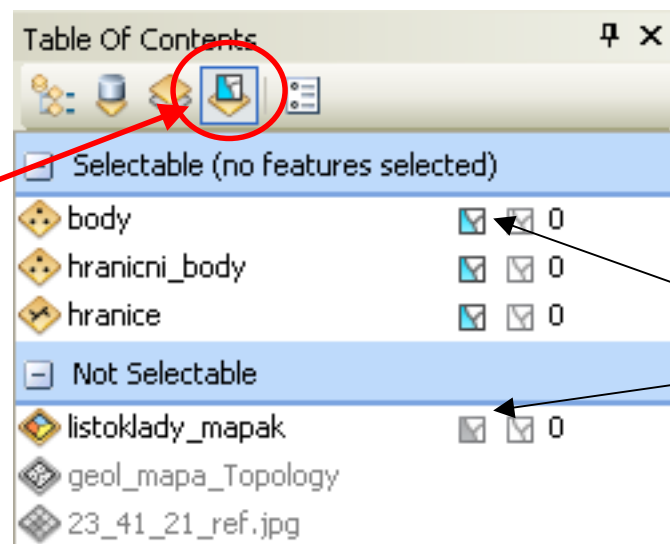 Table Of Contents
Selectable (no features selected)
body 0
hranicni_body 0
hranice 0
Not Selectable
listoklady_mapak 0
geol_mapa_Topology
23_41_21_ref.jpg